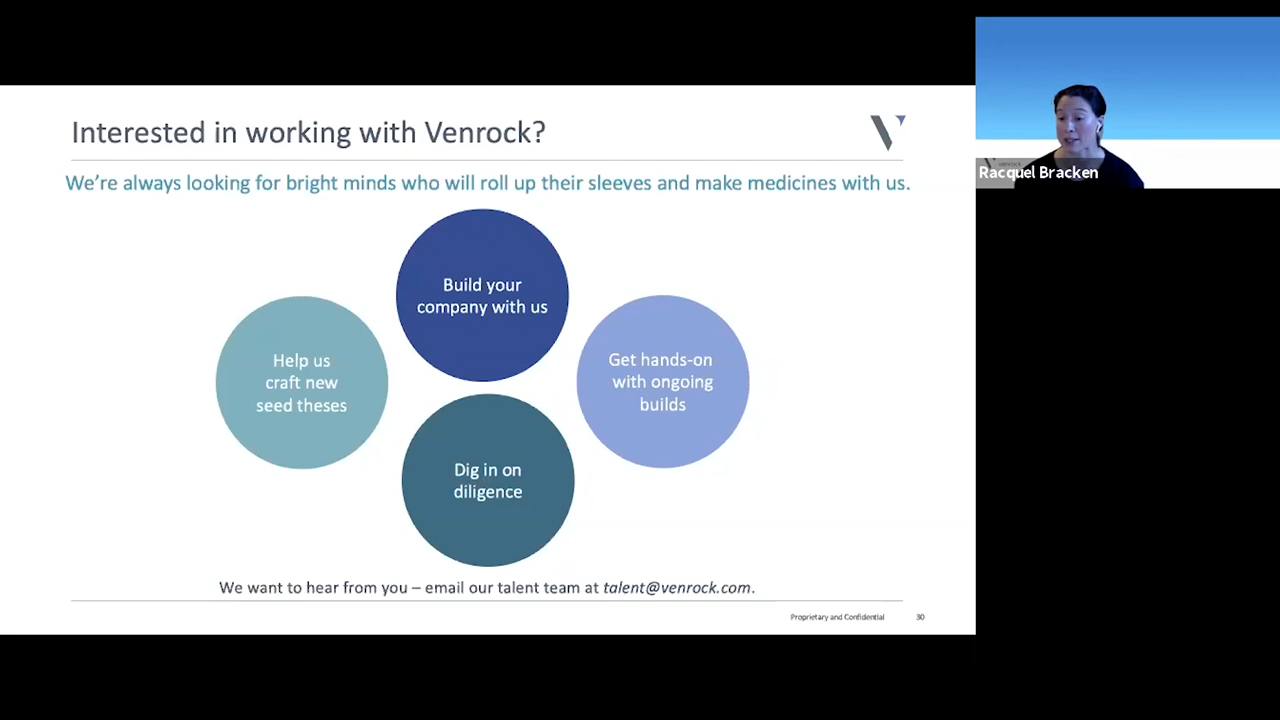 Interested in working with Venrock?
We're always looking for bright minds who will roll up their sleeves and make medicines with us.
Build your
company with us
Help us
craft new
seed theses
Get hands-on
with ongoing
builds
Dig in on
diligence
We want to hear from you – email our talent team at talent@venrock.com.
Proprietary and Confidential
30
venrock
Racquel Bracken